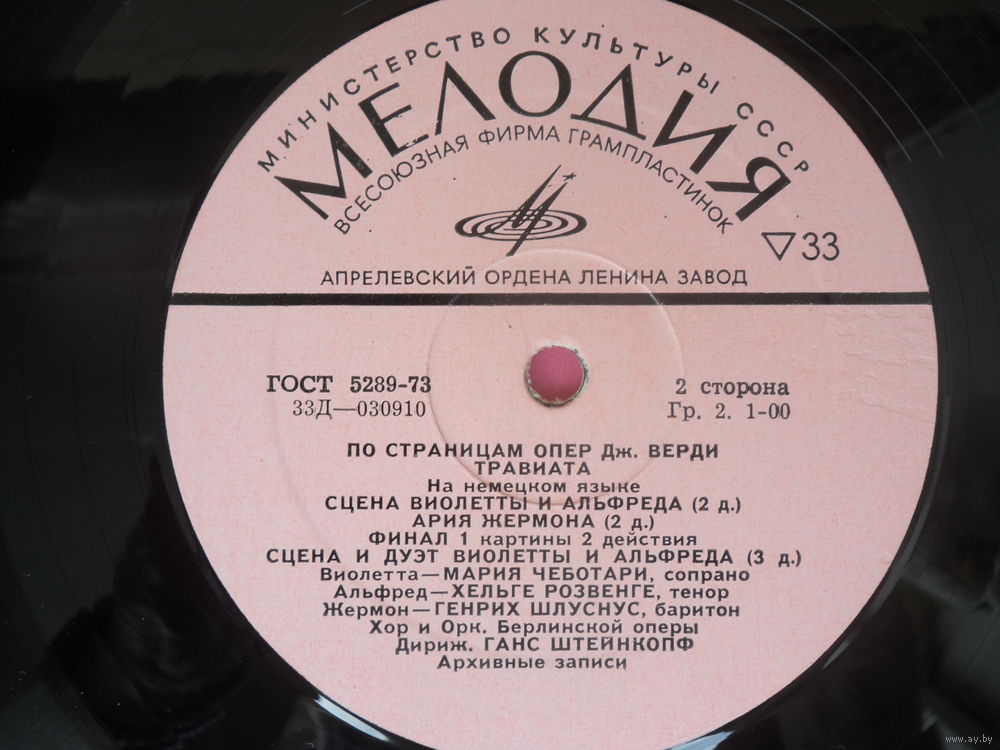 МИНИСТЕРСТВО КУЛЬТУРЫ СССР
МЕЛОДИЯ
ВСЕСОЮЗНАЯ ФИРМА ГРАМПЛАСТИНОК
▽33
АПРЕЛЕВСКИЙ ОРДЕНА ЛЕНИНА ЗАВОД
ГОСТ 5289-73
33Д—030910
2 сторона
Гр. 2. 1-00
ПО СТРАНИЦАМ ОПЕР Дж. ВЕРДИ
ТРАВИАТА
На немецком языке
СЦЕНА ВИОЛЕТТЫ И АЛЬФРЕДА (2 д.)
АРИЯ ЖЕРМОНА (2 д.)
ФИНАЛ 1 картины 2 действия
СЦЕНА И ДУЭТ ВИОЛЕТТЫ И АЛЬФРЕДА (3 д.)
Виолетта—МАРИЯ ЧЕБОТАРИ, сопрано
Альфред—ХЕЛЬГЕ РОЗВЕНГЕ, тенор
Жермон—ГЕНРИХ ШЛУСНУС, баритон
Хор и Орк. Берлинской оперы
Дириж. ГАНС ШТЕЙНКОПФ
Архивные записи
www.ay.by